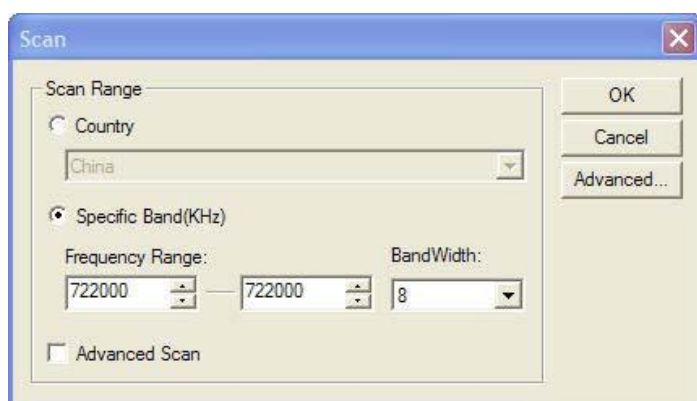 Scan
Scan Range
Country
China
Specific Band(KHz)
Frequency Range:
BandWidth:
722000
722000
8
Advanced Scan
OK
Cancel
Advanced...